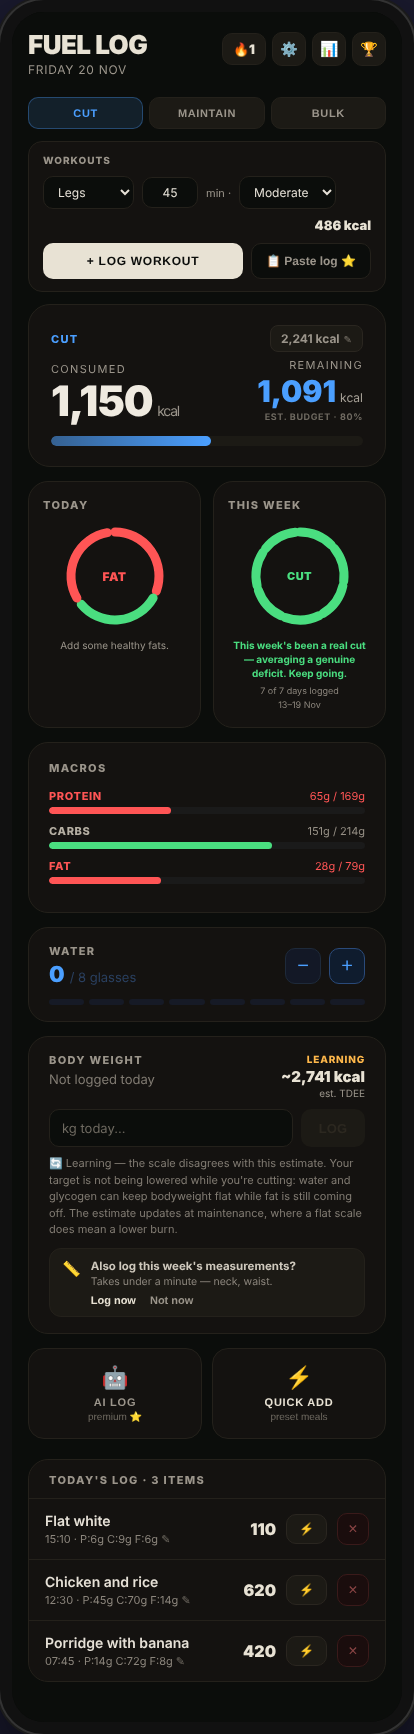 FUEL LOG
FRIDAY 20 NOV
🔥1 ⚙️ 📊 🏆
CUT MAINTAIN BULK
WORKOUTS
Legs 45 min · Moderate
486 kcal
+ LOG WORKOUT 📋 Paste log ⭐
CUT 2,241 kcal ✎
CONSUMED
1,150 kcal
REMAINING
1,091 kcal
EST. BUDGET · 80%
TODAY
FAT
Add some healthy fats.
THIS WEEK
CUT
This week's been a real cut
— averaging a genuine
deficit. Keep going.
7 of 7 days logged
13–19 Nov
MACROS
PROTEIN 65g / 169g
CARBS 151g / 214g
FAT 28g / 79g
WATER
0 / 8 glasses
− +
BODY WEIGHT
Not logged today
LEARNING
~2,741 kcal
est. TDEE
kg today... LOG
🔄 Learning — the scale disagrees with this estimate. Your
target is not being lowered while you're cutting: water and
glycogen can keep bodyweight flat while fat is still coming
off. The estimate updates at maintenance, where a flat scale
does mean a lower burn.
📏 Also log this week's measurements?
Takes under a minute — neck, waist.
Log now Not now
🤖
AI LOG
premium ⭐
⚡
QUICK ADD
preset meals
TODAY'S LOG · 3 ITEMS
Flat white
15:10 · P:6g C:9g F:6g ✎
110 ⚡ ×
Chicken and rice
12:30 · P:45g C:70g F:14g ✎
620 ⚡ ×
Porridge with banana
07:45 · P:14g C:72g F:8g ✎
420 ⚡ ×